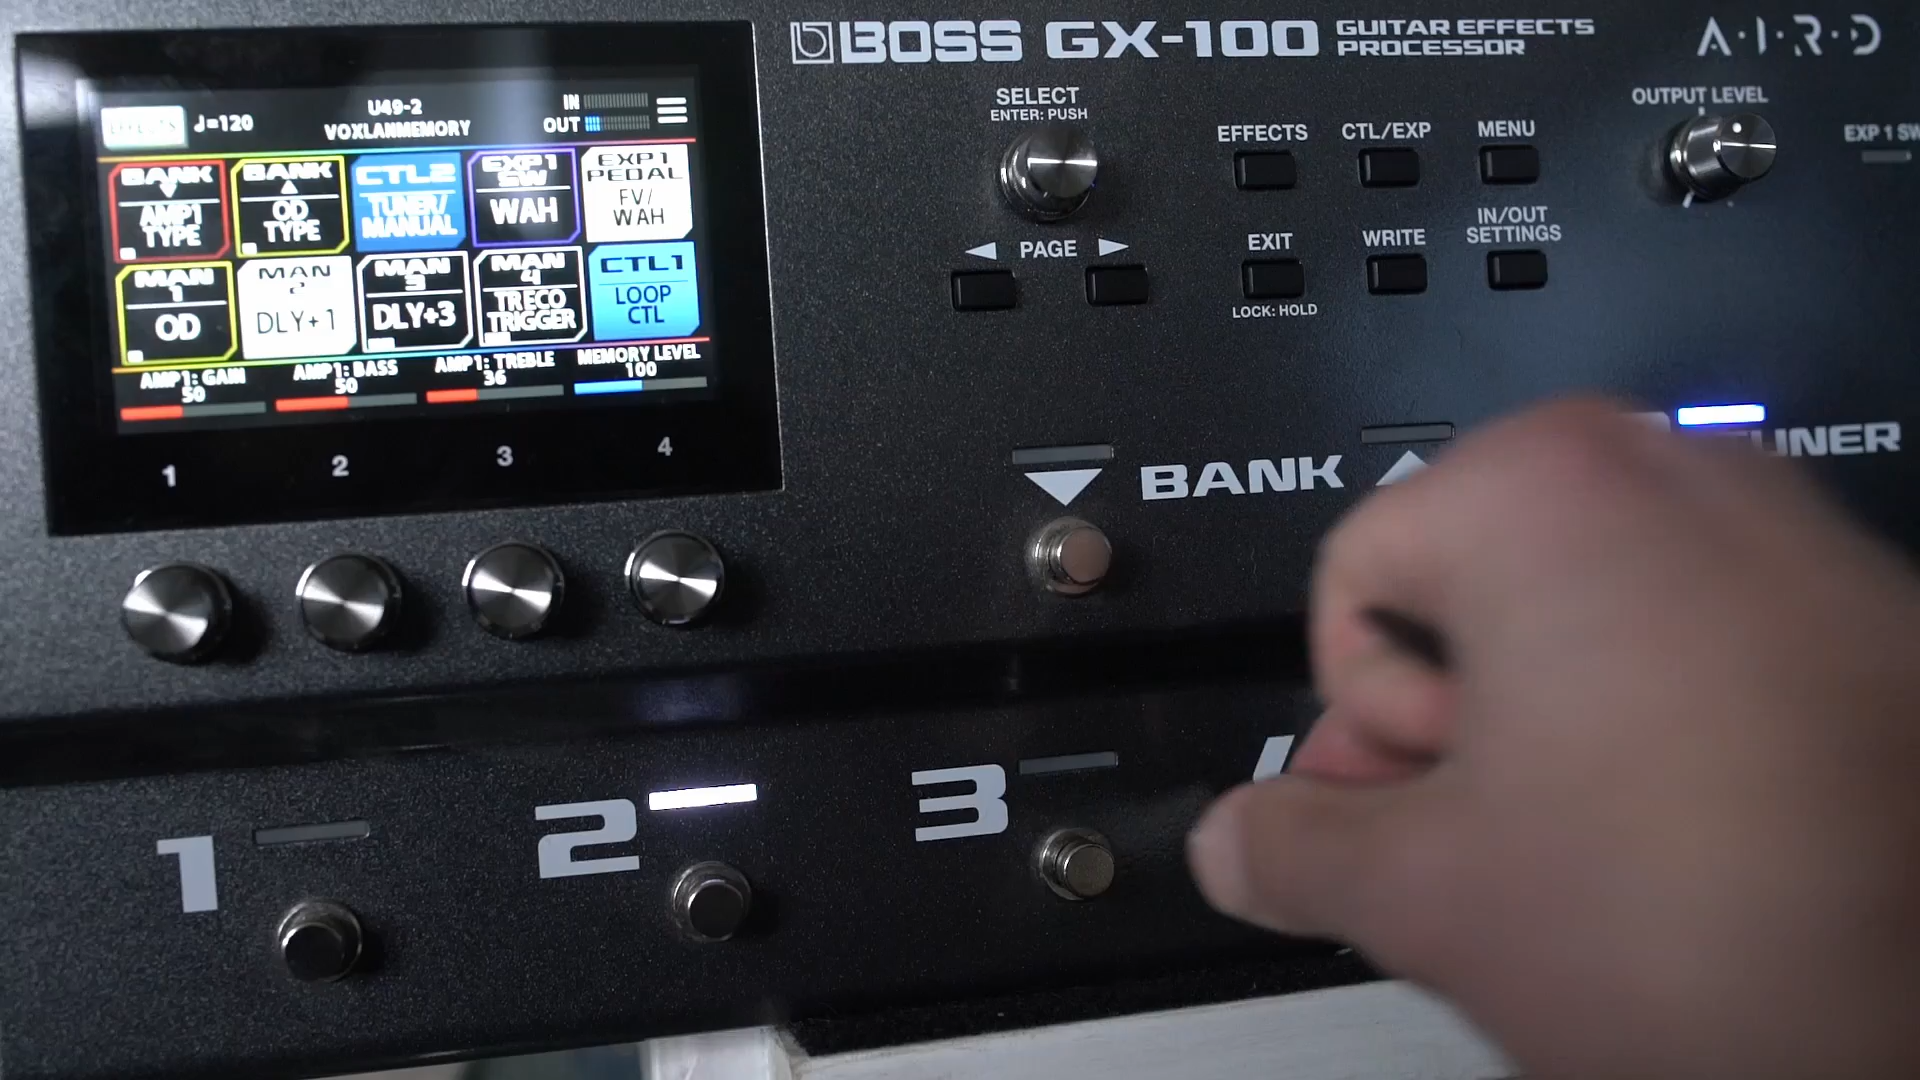 BOSS GX-100 GUITAR EFFECTS PROCESSOR
A·I·R·D
EFFECTS ♩=120
U49-2
VOXLANMEMORY
IN
OUT
BANK ▼
AMP1 TYPE
BANK ▲
OD TYPE
CTL2
TUNER/MANUAL
EXP1 SW
WAH
EXP1 PEDAL
FV/WAH
MAN 1
OD
MAN 2
DLY+1
MAN 3
DLY+3
MAN 4
TRECO TRIGGER
CTL1
LOOP CTL
AMP1: GAIN
50
AMP1: BASS
50
AMP1: TREBLE
36
MEMORY LEVEL
100
1 2 3 4
SELECT
ENTER: PUSH
◀ PAGE ▶
EFFECTS
CTL/EXP
MENU
EXIT
LOCK: HOLD
WRITE
IN/OUT
SETTINGS
OUTPUT LEVEL
EXP 1
▼ BANK ▲
1
2
3